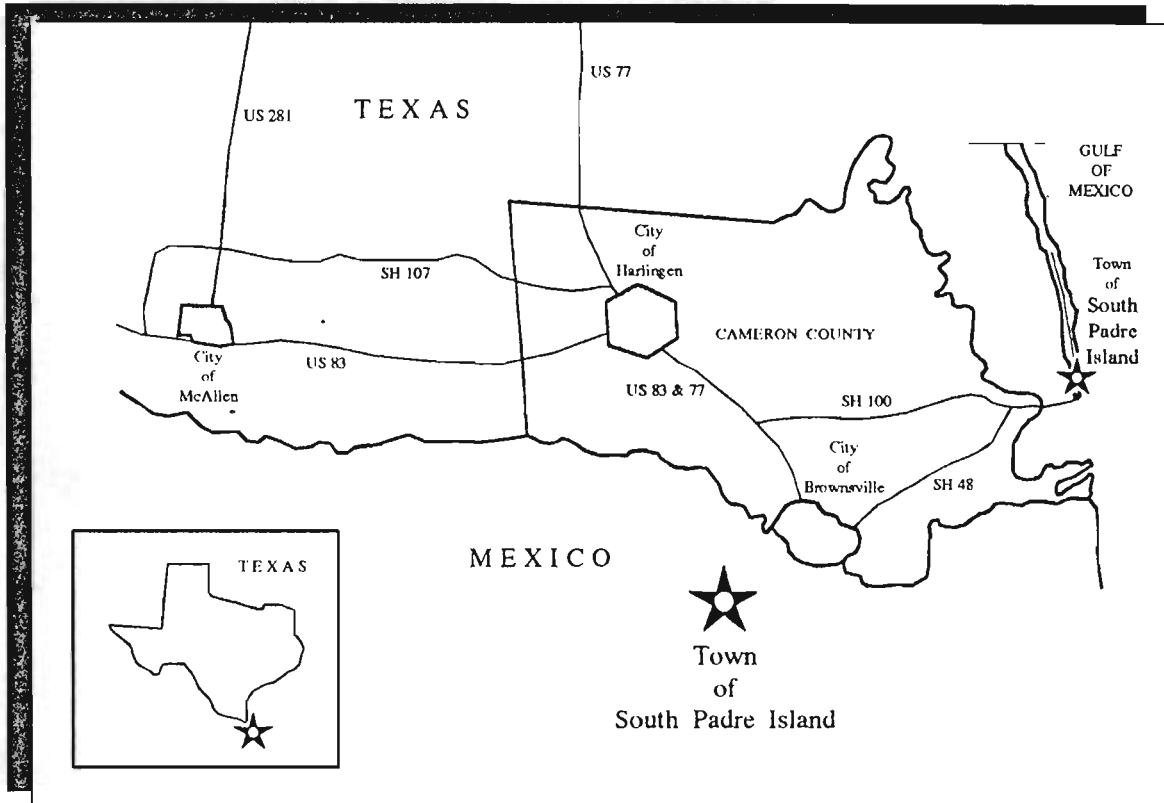 US 77
US 281
TEXAS
GULF
OF
MEXICO
City
of
Harlingen
SH 107
Town
of
South
Padre
Island
CAMERON COUNTY
City
of
McAllen
US 83
US 83 & 77
SH 100
City
of
Brownsville
SH 48
MEXICO
TEXAS
Town
of
South Padre Island